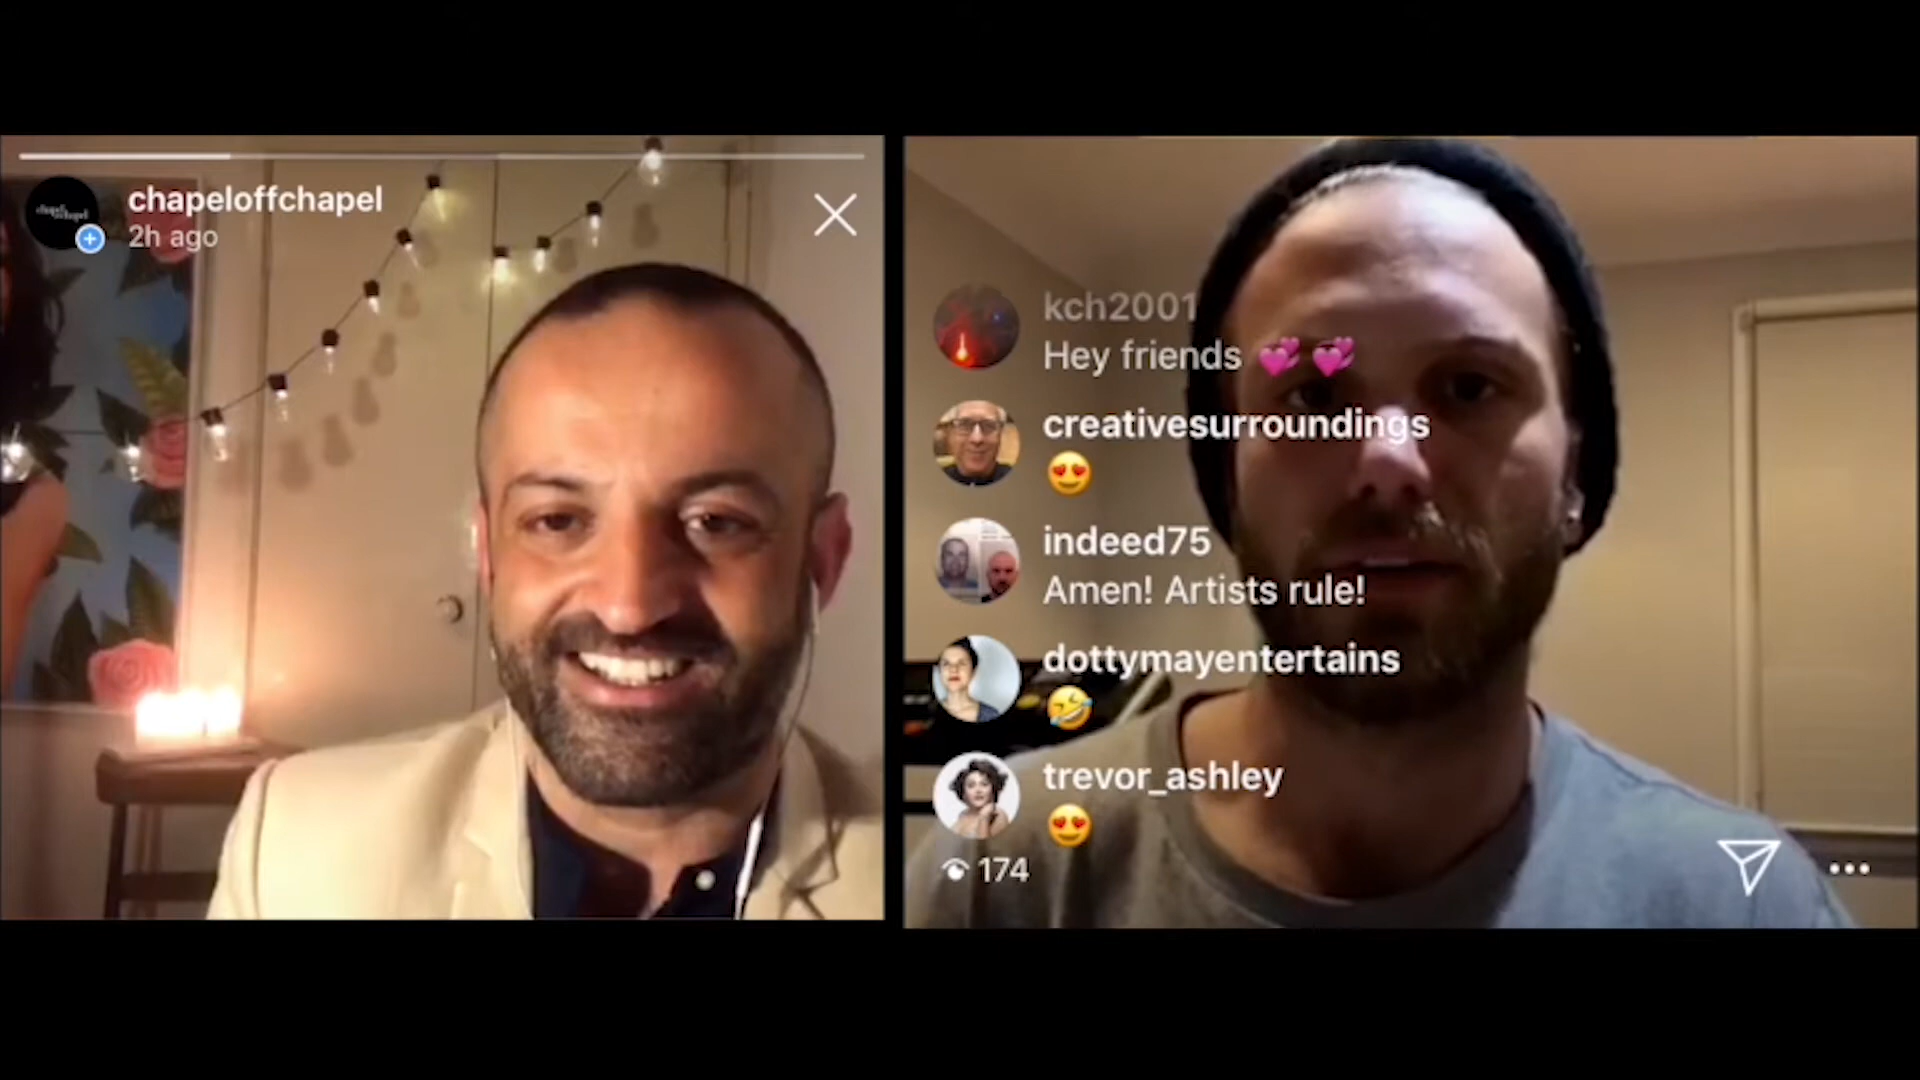 chapeloffchapel
2h ago
kch2001
Hey friends 💞 💞
creativesurroundings
😍
indeed75
Amen! Artists rule!
dottymayentertains
🤣
trevor_ashley
😍
174